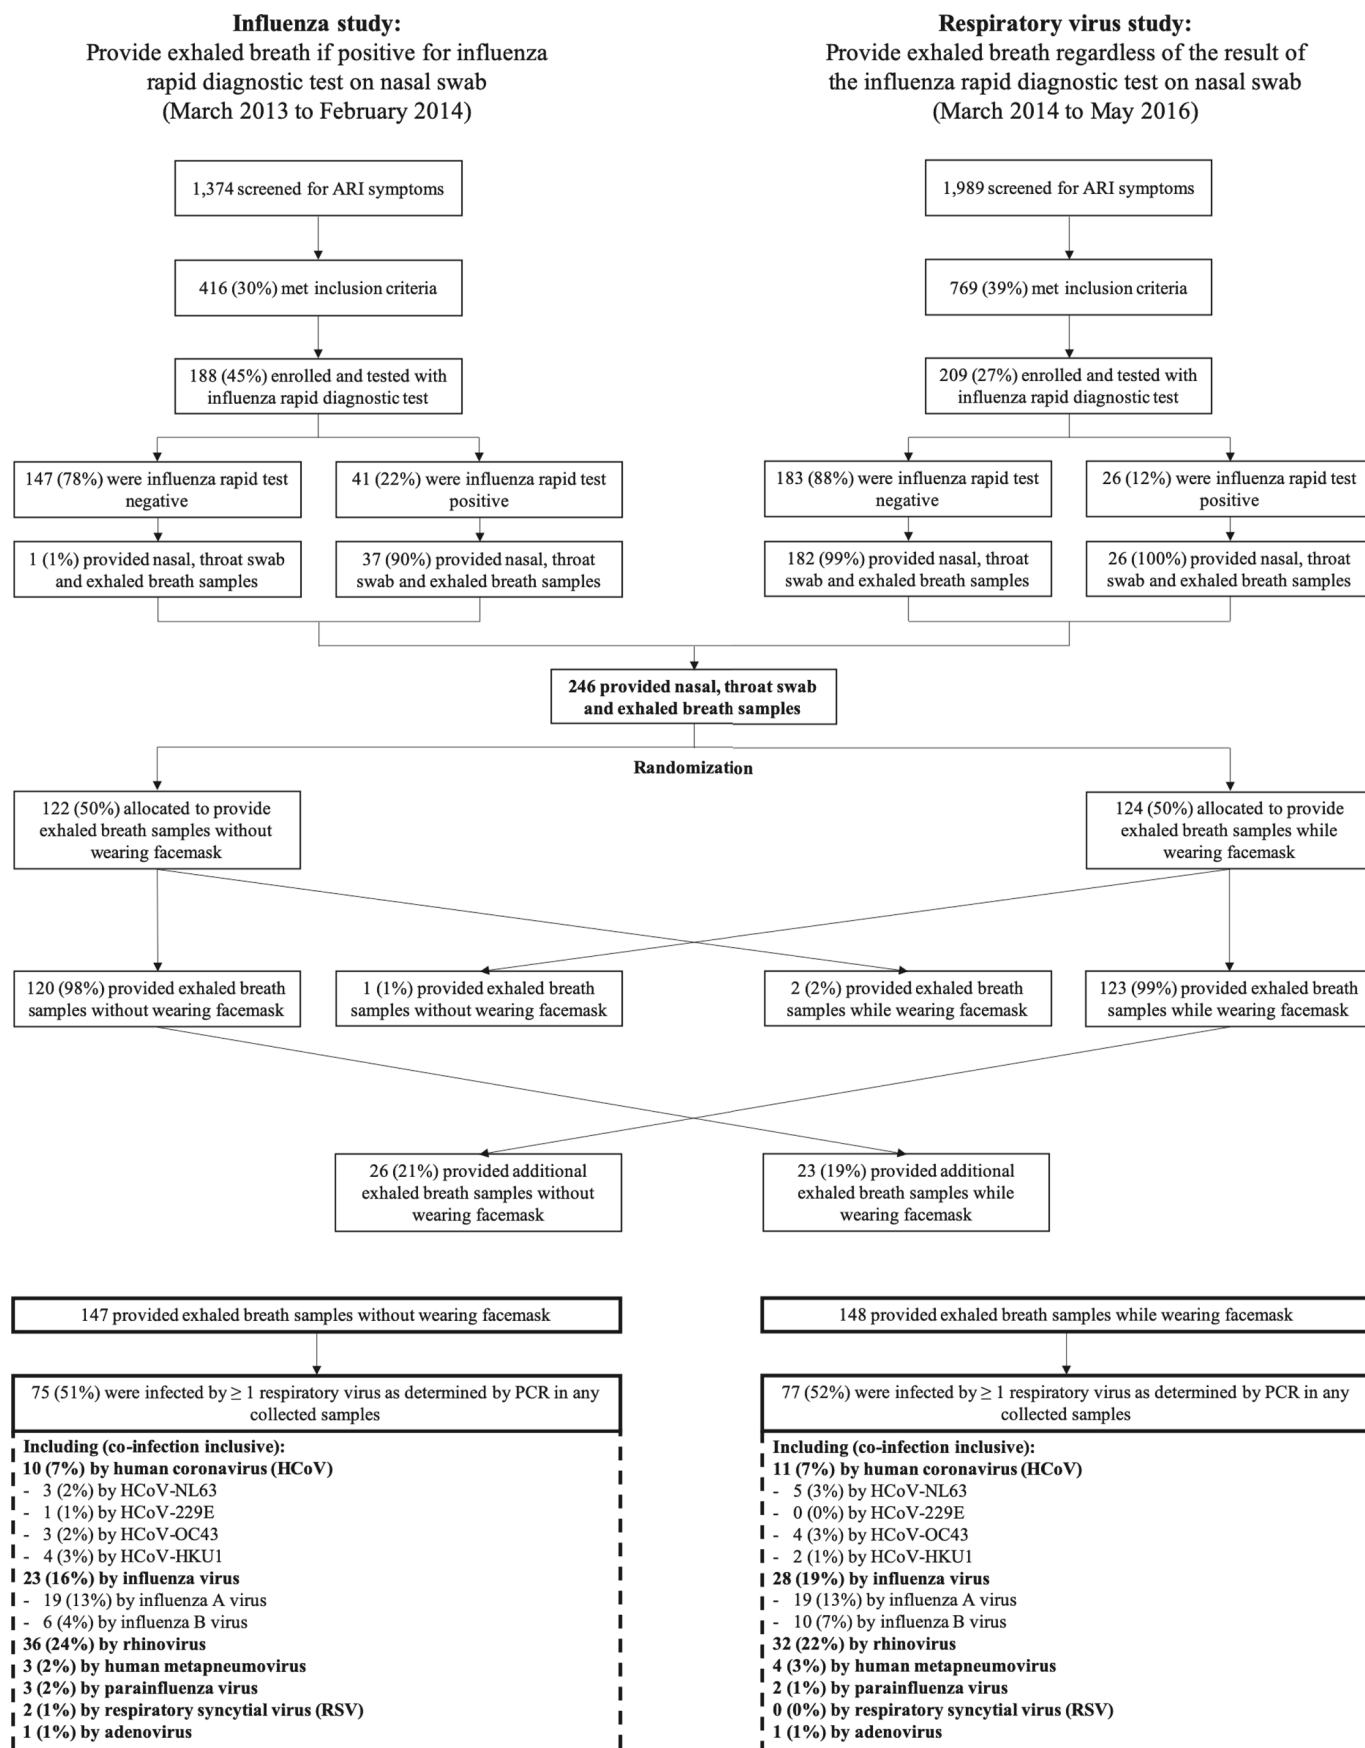 Influenza study:
Provide exhaled breath if positive for influenza
rapid diagnostic test on nasal swab
(March 2013 to February 2014)
Respiratory virus study:
Provide exhaled breath regardless of the result of
the influenza rapid diagnostic test on nasal swab
(March 2014 to May 2016)
1,374 screened for ARI symptoms
1,989 screened for ARI symptoms
416 (30%) met inclusion criteria
769 (39%) met inclusion criteria
188 (45%) enrolled and tested with
influenza rapid diagnostic test
209 (27%) enrolled and tested with
influenza rapid diagnostic test
147 (78%) were influenza rapid test
negative
41 (22%) were influenza rapid test
positive
183 (88%) were influenza rapid test
negative
26 (12%) were influenza rapid test
positive
1 (1%) provided nasal, throat swab
and exhaled breath samples
37 (90%) provided nasal, throat
swab and exhaled breath samples
182 (99%) provided nasal, throat
swab and exhaled breath samples
26 (100%) provided nasal, throat
swab and exhaled breath samples
246 provided nasal, throat swab
and exhaled breath samples
Randomization
122 (50%) allocated to provide
exhaled breath samples without
wearing facemask
124 (50%) allocated to provide
exhaled breath samples while
wearing facemask
120 (98%) provided exhaled breath
samples without wearing facemask
1 (1%) provided exhaled breath
samples without wearing facemask
2 (2%) provided exhaled breath
samples while wearing facemask
123 (99%) provided exhaled breath
samples while wearing facemask
26 (21%) provided additional
exhaled breath samples without
wearing facemask
23 (19%) provided additional
exhaled breath samples while
wearing facemask
147 provided exhaled breath samples without wearing facemask
148 provided exhaled breath samples while wearing facemask
75 (51%) were infected by ≥ 1 respiratory virus as determined by PCR in any
collected samples
77 (52%) were infected by ≥ 1 respiratory virus as determined by PCR in any
collected samples
Including (co-infection inclusive):
10 (7%) by human coronavirus (HCoV)
- 3 (2%) by HCoV-NL63
- 1 (1%) by HCoV-229E
- 3 (2%) by HCoV-OC43
- 4 (3%) by HCoV-HKU1
23 (16%) by influenza virus
- 19 (13%) by influenza A virus
- 6 (4%) by influenza B virus
36 (24%) by rhinovirus
3 (2%) by human metapneumovirus
3 (2%) by parainfluenza virus
2 (1%) by respiratory syncytial virus (RSV)
1 (1%) by adenovirus
Including (co-infection inclusive):
11 (7%) by human coronavirus (HCoV)
- 5 (3%) by HCoV-NL63
- 0 (0%) by HCoV-229E
- 4 (3%) by HCoV-OC43
- 2 (1%) by HCoV-HKU1
28 (19%) by influenza virus
- 19 (13%) by influenza A virus
- 10 (7%) by influenza B virus
32 (22%) by rhinovirus
4 (3%) by human metapneumovirus
2 (1%) by parainfluenza virus
0 (0%) by respiratory syncytial virus (RSV)
1 (1%) by adenovirus